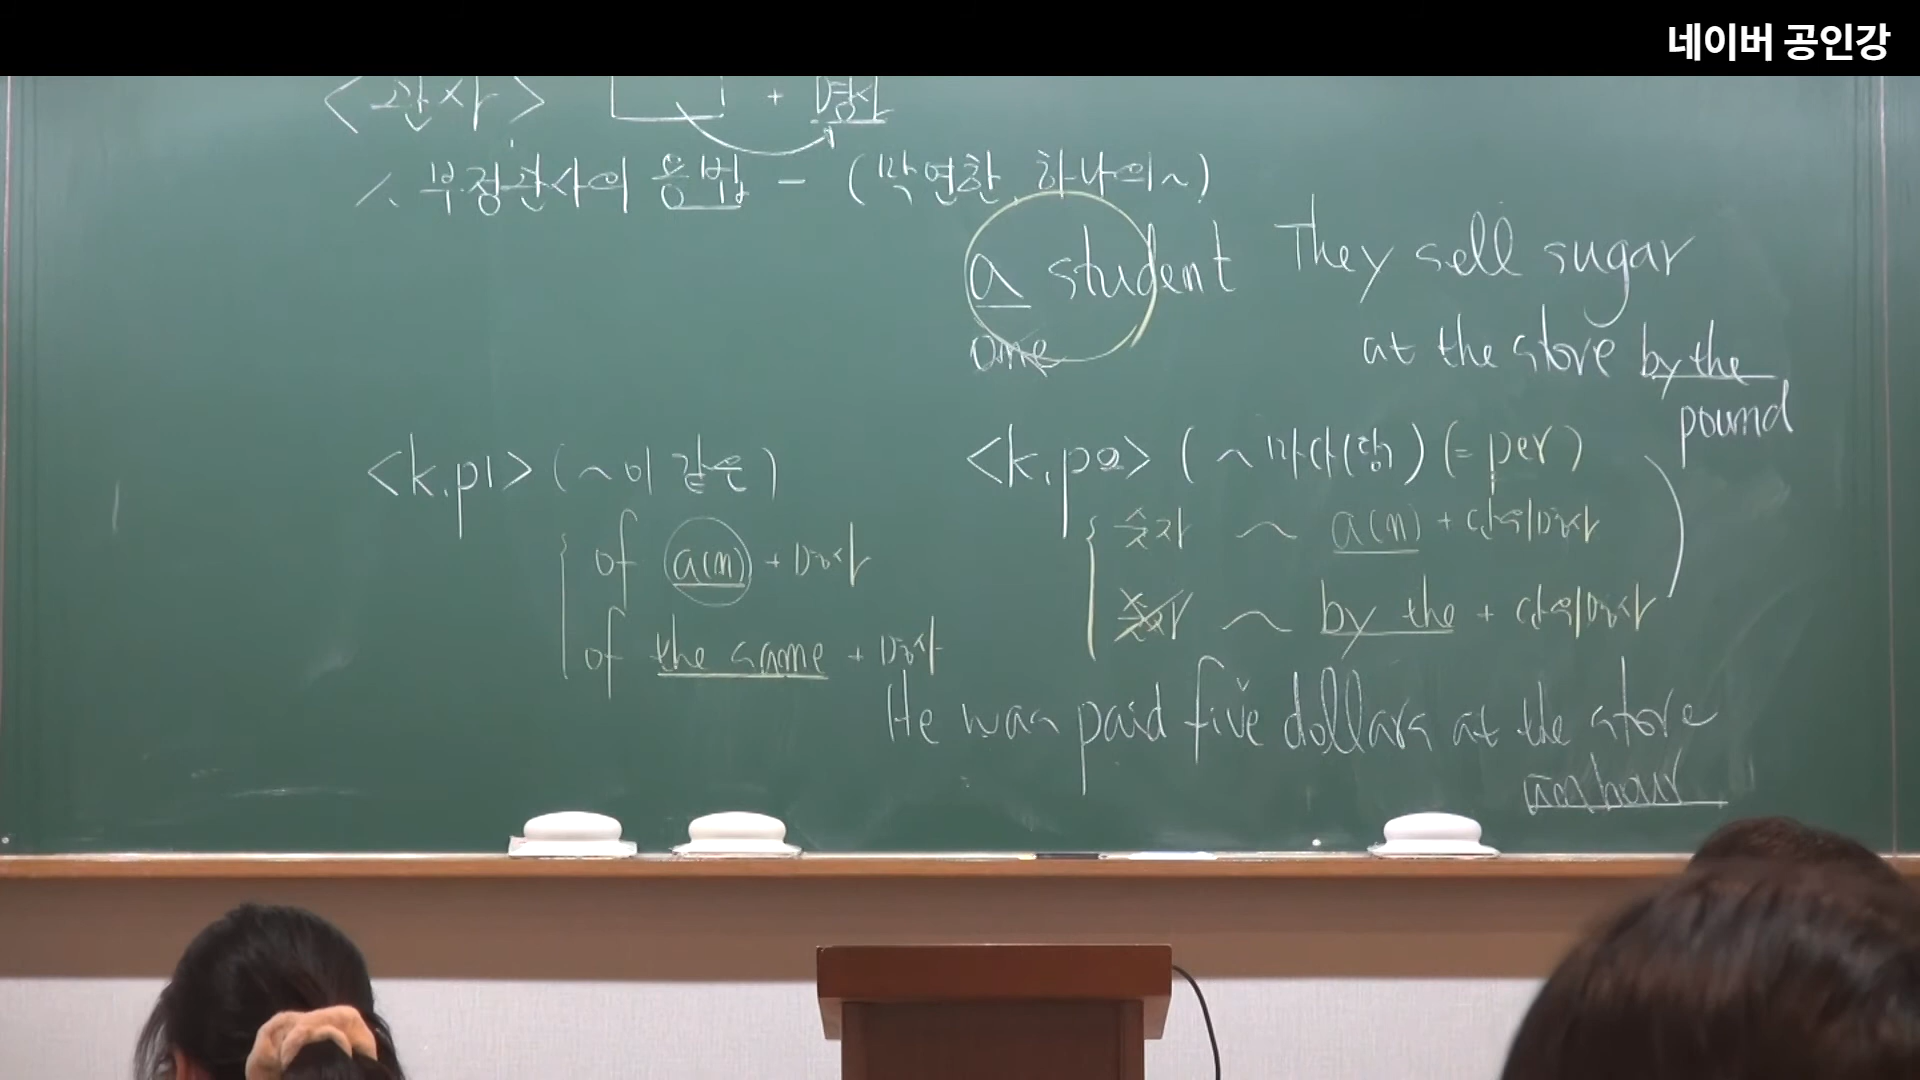 네이버 공인강
<관사> + 명사
1. 부정관사의 용법 - (막연한 하나의~)
a student
one
They sell sugar
at the store by the
pound
<k.p1> (~이 같은)
of a(n) + 명사
of the same + 명사
<k.p2> (~마다(당)) (= per)
숫자 ~ a(n) + 단위명사
숫자 ~ by the + 단위명사
He was paid five dollars at the store
an hour